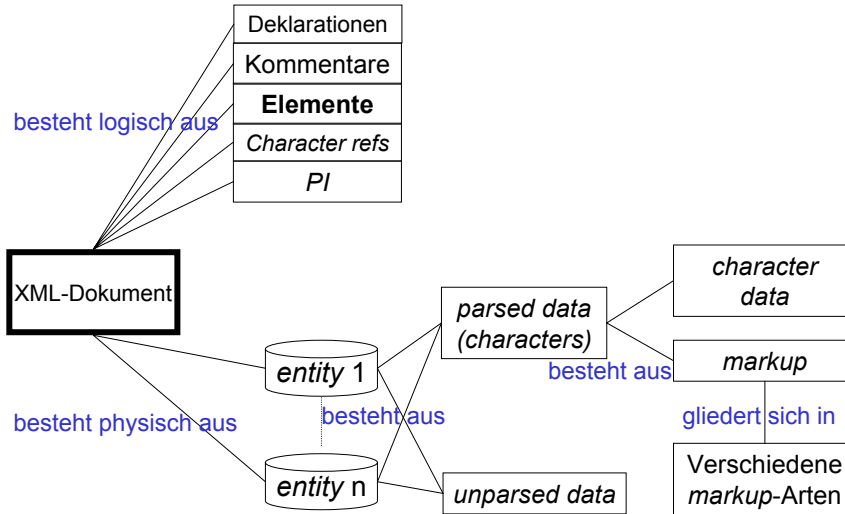 Deklarationen
Kommentare
Elemente
besteht logisch aus
Character refs
PI
XML-Dokument
character
data
parsed data
(characters)
entity 1
besteht aus
markup
besteht physisch aus
besteht aus
gliedert sich in
entity n
unparsed data
Verschiedene
markup-Arten